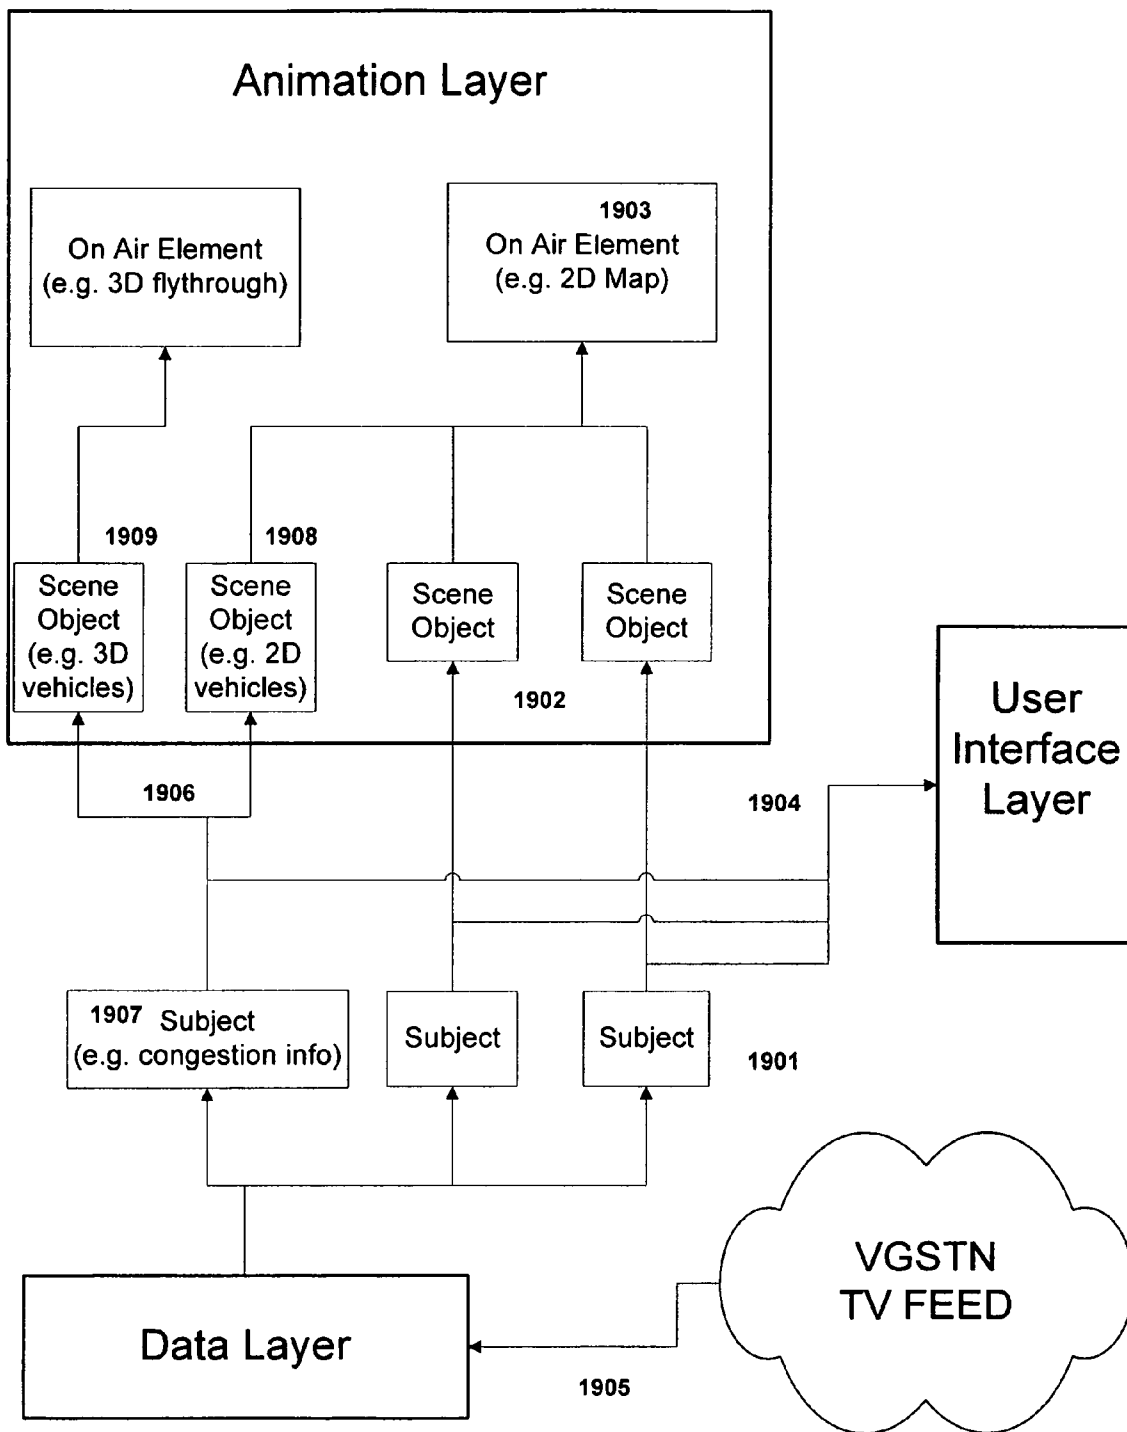 Animation Layer
1903
On Air Element
(e.g. 3D flythrough)
On Air Element
(e.g. 2D Map)
1909
1908
Scene
Object
(e.g. 3D
vehicles)
Scene
Object
(e.g. 2D
vehicles)
Scene
Object
Scene
Object
1902
User
Interface
Layer
1906
1904
1907 Subject
(e.g. congestion info)
Subject
Subject
1901
VGSTN
TV FEED
Data Layer
1905